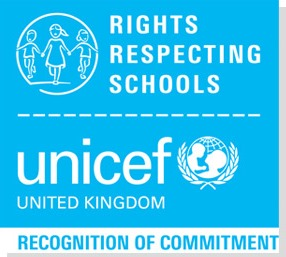 RIGHTS
RESPECTING
SCHOOLS
unicef
UNITED KINGDOM
RECOGNITION OF COMMITMENT